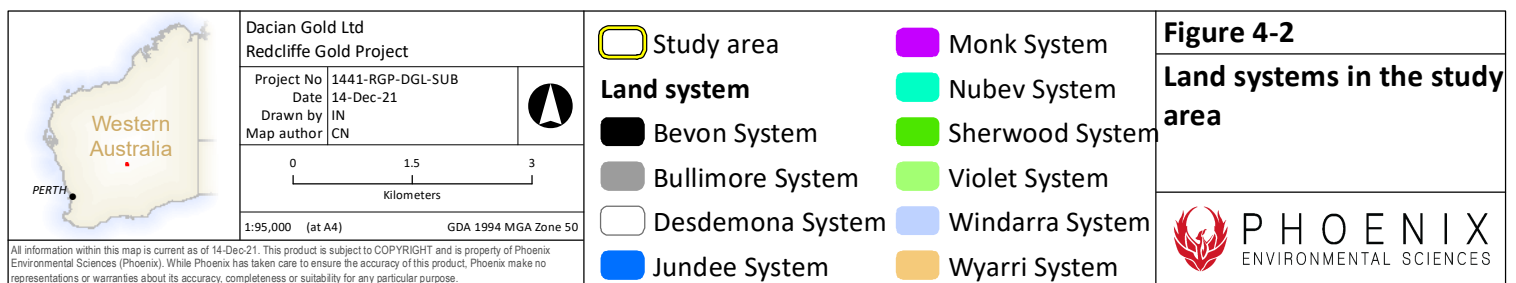 Western
Australia
PERTH
Dacian Gold Ltd
Redcliffe Gold Project
Project No 1441-RGP-DGL-SUB
Date 14-Dec-21
Drawn by IN
Map author CN
0 1.5 3
Kilometers
1:95,000 (at A4) GDA 1994 MGA Zone 50
All information within this map is current as of 14-Dec-21. This product is subject to COPYRIGHT and is property of Phoenix
Environmental Sciences (Phoenix). While Phoenix has taken care to ensure the accuracy of this product, Phoenix make no
representations or warranties about its accuracy, completeness or suitability for any particular purpose.
Study area
Land system
Bevon System
Bullimore System
Desdemona System
Jundee System
Monk System
Nubev System
Sherwood System
Violet System
Windarra System
Wyarri System
Figure 4-2
Land systems in the study
area
PHOENIX
ENVIRONMENTAL SCIENCES